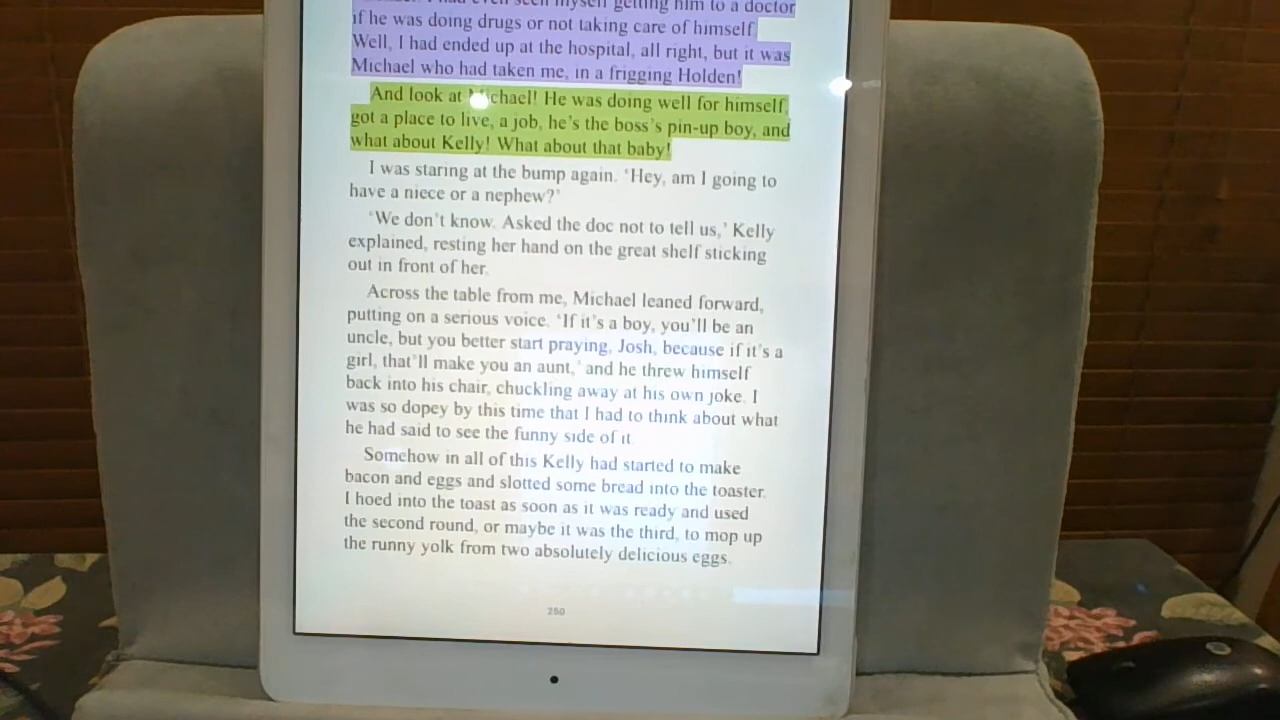 I had even seen myself getting him to a doctor
if he was doing drugs or not taking care of himself.
Well, I had ended up at the hospital, all right, but it was
Michael who had taken me, in a frigging Holden!
And look at Michael! He was doing well for himself,
got a place to live, a job, he's the boss's pin-up boy, and
what about Kelly! What about that baby!
I was staring at the bump again. 'Hey, am I going to
have a niece or a nephew?'
'We don't know. Asked the doc not to tell us,' Kelly
explained, resting her hand on the great shelf sticking
out in front of her.
Across the table from me, Michael leaned forward,
putting on a serious voice. 'If it's a boy, you'll be an
uncle, but you better start praying, Josh, because if it's a
girl, that'll make you an aunt,' and he threw himself
back into his chair, chuckling away at his own joke. I
was so dopey by this time that I had to think about what
he had said to see the funny side of it.
Somehow in all of this Kelly had started to make
bacon and eggs and slotted some bread into the toaster.
I hoed into the toast as soon as it was ready and used
the second round, or maybe it was the third, to mop up
the runny yolk from two absolutely delicious eggs.
250